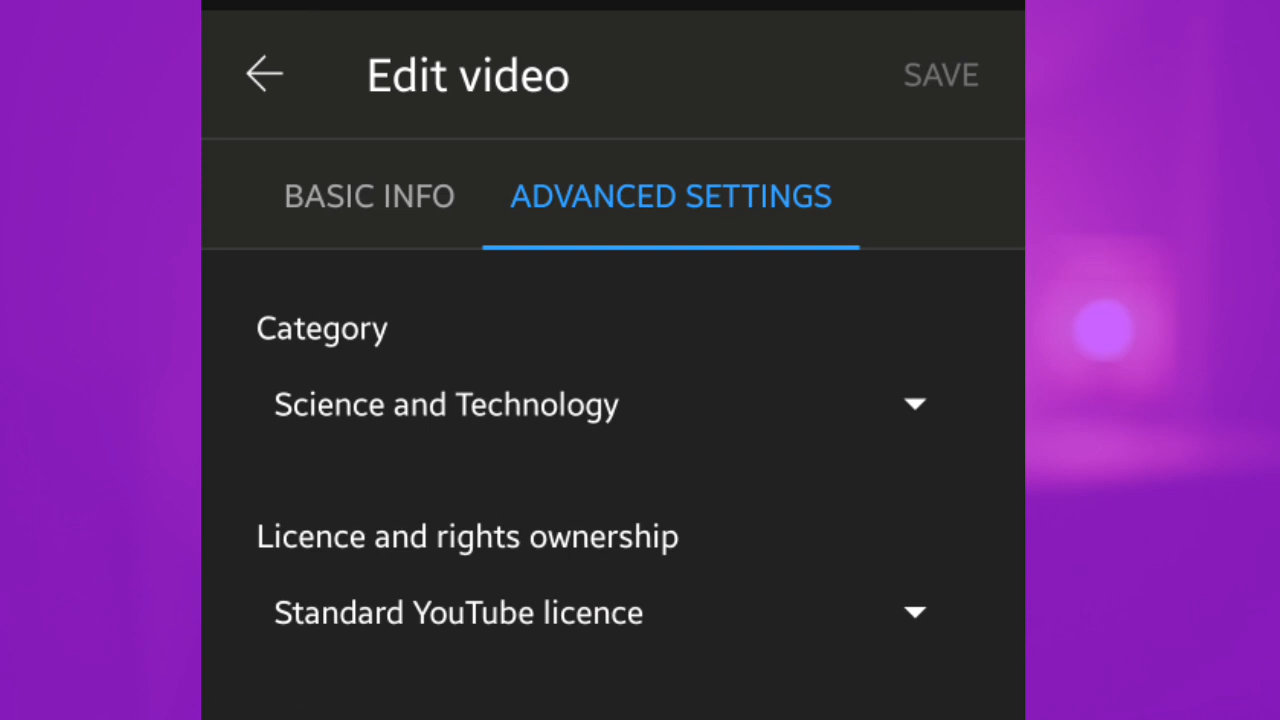 Edit video
SAVE
BASIC INFO ADVANCED SETTINGS
Category
Science and Technology
Licence and rights ownership
Standard YouTube licence